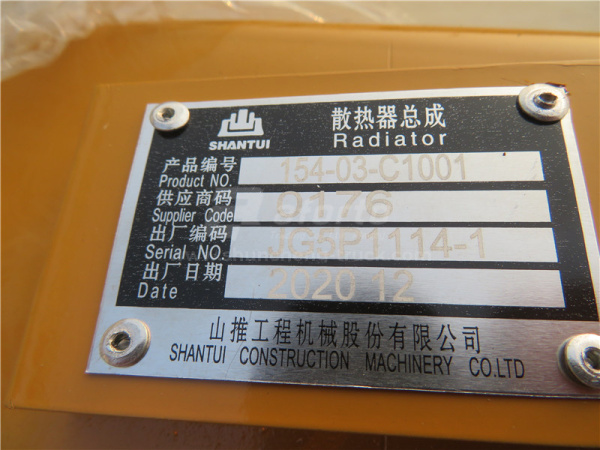 散热器总成
SHANTUI Radiator
产品编号 154-03-C1001
Product NO.
供应商码 0176
Supplier Code
出厂编码 JG5P1114-1
Serial NO.
出厂日期 2020 12
Date
山推工程机械股份有限公司
SHANTUI CONSTRUCTION MACHINERY CO.LTD